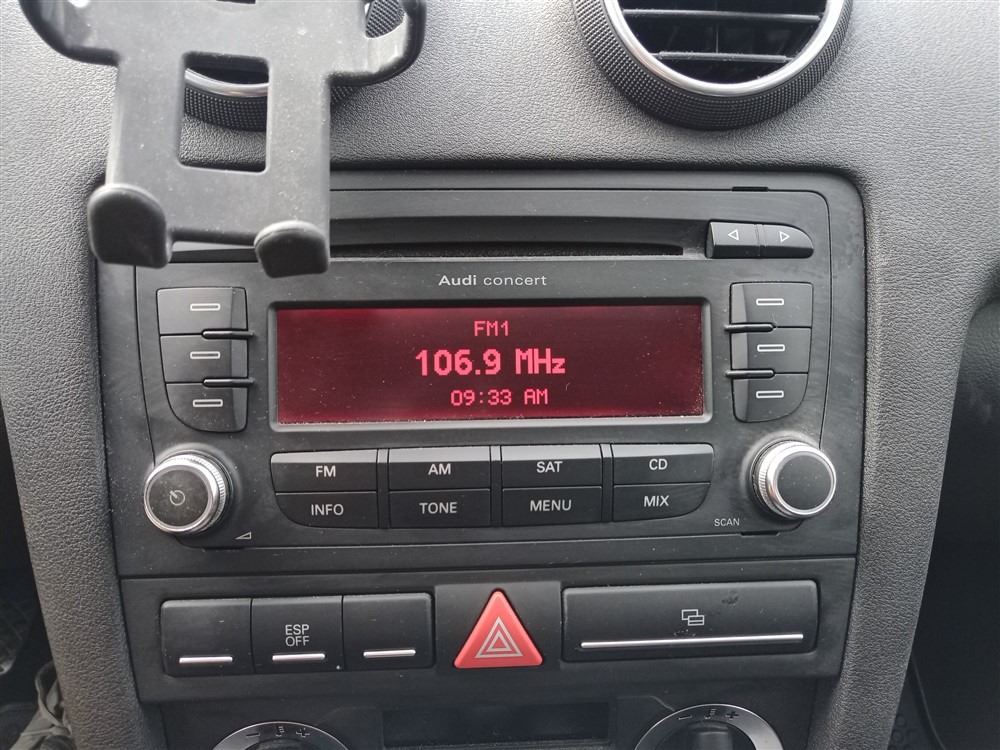 Audi concert
FM1
106.9 MHz
09:33 AM
FM
AM
SAT
CD
INFO
TONE
MENU
MIX
SCAN
ESP
OFF
- E +
- E +